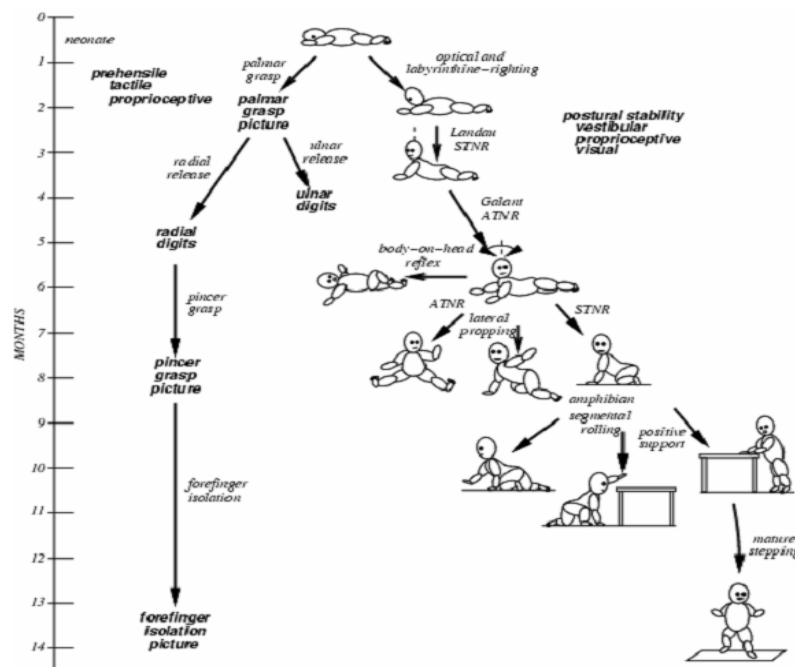 0
neonate
1
palmar
grasp
optical and
labyrinthine-righting
prehensile
tactile
proprioceptive
palmar
grasp
picture
2
postural stability
vestibular
proprioceptive
visual
Landau
STNR
3
radial
release
ulnar
release
4
ulnar
digits
Galant
ATNR
5
radial
digits
body-on-head
reflex
6
pincer
grasp
ATNR
STNR
lateral
propping
7
MONTHS
pincer
grasp
picture
8
amphibian
segmental
rolling
9
positive
support
10
forefinger
isolation
11
12
mature
stepping
13
forefinger
isolation
picture
14